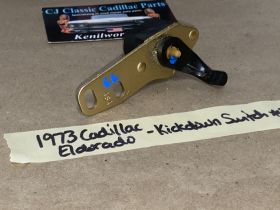 CJ Classic Cadillac Parts
Kenilwor
1973 Cadillac - Kickdown Switch
Eldorado